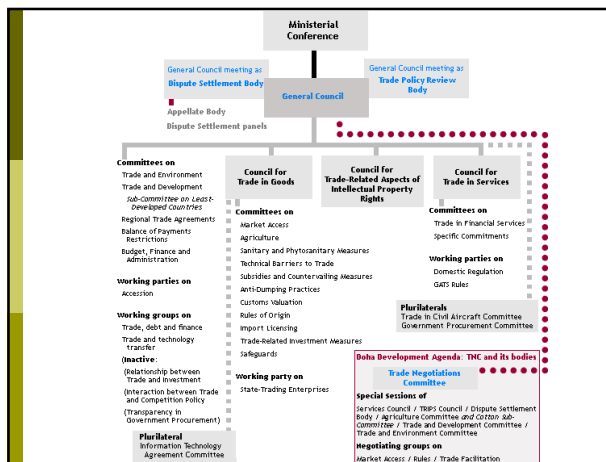 Ministerial
Conference
General Council meeting as
Dispute Settlement Body
General Council meeting as
Trade Policy Review
Body
General Council
Appellate Body
Dispute Settlement panels
Committees on
Trade and Environment
Trade and Development
Sub-Committee on Least-
Developed Countries
Regional Trade Agreements
Balance of Payments
Restrictions
Budget, Finance and
Administration
Working parties on
Accession
Working groups on
Trade, debt and finance
Trade and technology
transfer
(Inactive:
(Relationship between
Trade and Investment)
(Interaction between Trade
and Competition Policy)
(Transparency in
Government Procurement)
Plurilateral
Information Technology
Agreement Committee
Council for
Trade in Goods
Committees on
Market Access
Agriculture
Sanitary and Phytosanitary Measures
Technical Barriers to Trade
Subsidies and Countervailing Measures
Anti-Dumping Practices
Customs Valuation
Rules of Origin
Import Licensing
Trade-Related Investment Measures
Safeguards
Working party on
State-Trading Enterprises
Council for
Trade-Related Aspects of
Intellectual Property
Rights
Council for
Trade in Services
Committees on
Trade in Financial Services
Specific Commitments
Working parties on
Domestic Regulation
GATS Rules
Plurilaterals
Trade in Civil Aircraft Committee
Government Procurement Committee
Doha Development Agenda: TNC and its bodies
Trade Negotiations
Committee
Special Sessions of
Services Council / TRIPS Council / Dispute Settlement
Body / Agriculture Committee and Cotton Sub-
Committee / Trade and Development Committee /
Trade and Environment Committee
Negotiating groups on
Market Access / Rules / Trade Facilitation